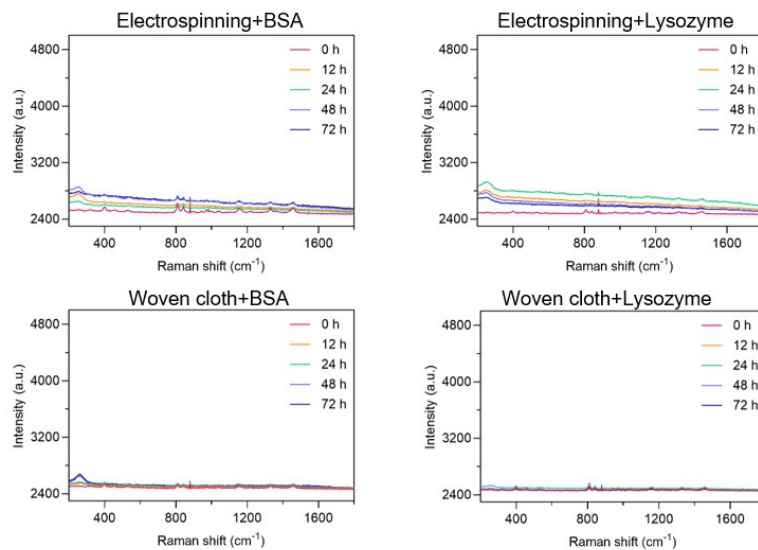 Electrospinning+BSA
4800
4000
3200
2400
Intensity (a.u.)
0 h
12 h
24 h
48 h
72 h
400 800 1200 1600
Raman shift (cm⁻¹)
Electrospinning+Lysozyme
4800
4000
3200
2400
Intensity (a.u.)
0 h
12 h
24 h
48 h
72 h
400 800 1200 1600
Raman shift (cm⁻¹)
Woven cloth+BSA
4800
4000
3200
2400
Intensity (a.u.)
0 h
12 h
24 h
48 h
72 h
400 800 1200 1600
Raman shift (cm⁻¹)
Woven cloth+Lysozyme
4800
4000
3200
2400
Intensity (a.u.)
0 h
12 h
24 h
48 h
72 h
400 800 1200 1600
Raman shift (cm⁻¹)